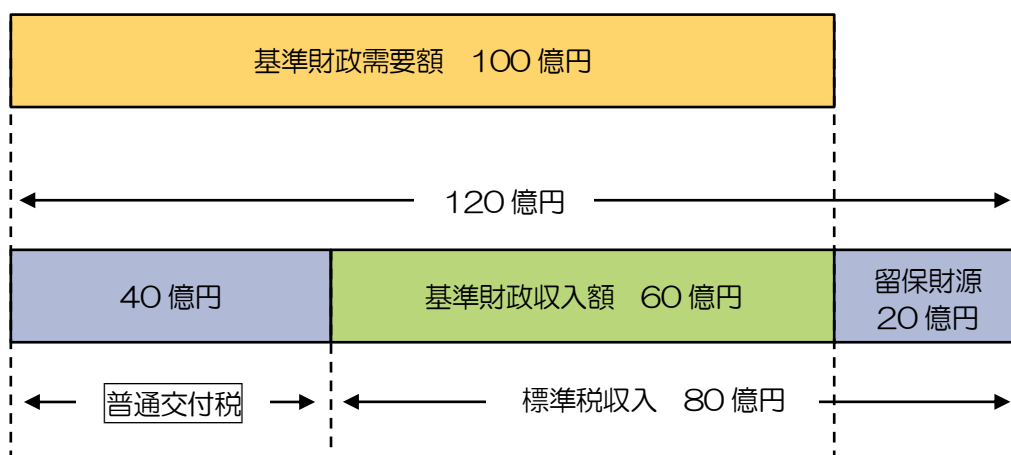 基準財政需要額　100億円
120億円
40億円
基準財政収入額　60億円
留保財源
20億円
普通交付税
標準税収入　80億円